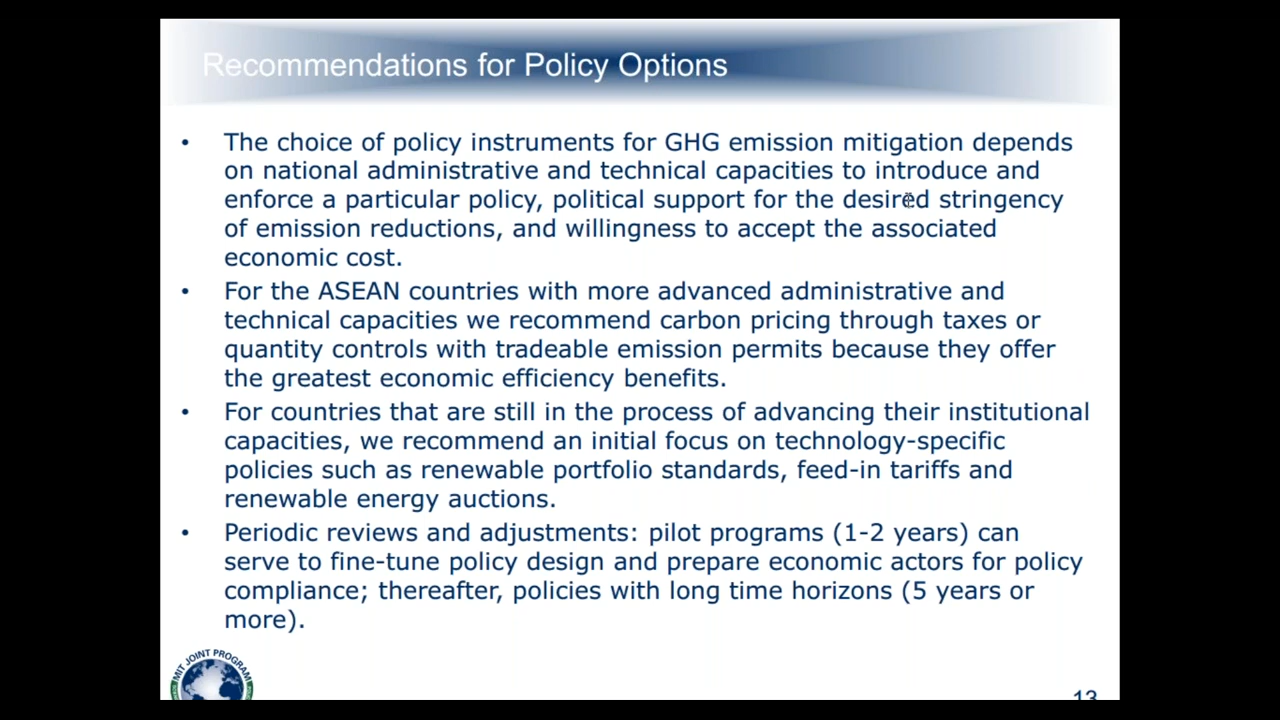 Recommendations for Policy Options
• The choice of policy instruments for GHG emission mitigation depends
on national administrative and technical capacities to introduce and
enforce a particular policy, political support for the desired stringency
of emission reductions, and willingness to accept the associated
economic cost.
• For the ASEAN countries with more advanced administrative and
technical capacities we recommend carbon pricing through taxes or
quantity controls with tradeable emission permits because they offer
the greatest economic efficiency benefits.
• For countries that are still in the process of advancing their institutional
capacities, we recommend an initial focus on technology-specific
policies such as renewable portfolio standards, feed-in tariffs and
renewable energy auctions.
• Periodic reviews and adjustments: pilot programs (1-2 years) can
serve to fine-tune policy design and prepare economic actors for policy
compliance; thereafter, policies with long time horizons (5 years or
more).
MIT JOINT PROGRAM
13